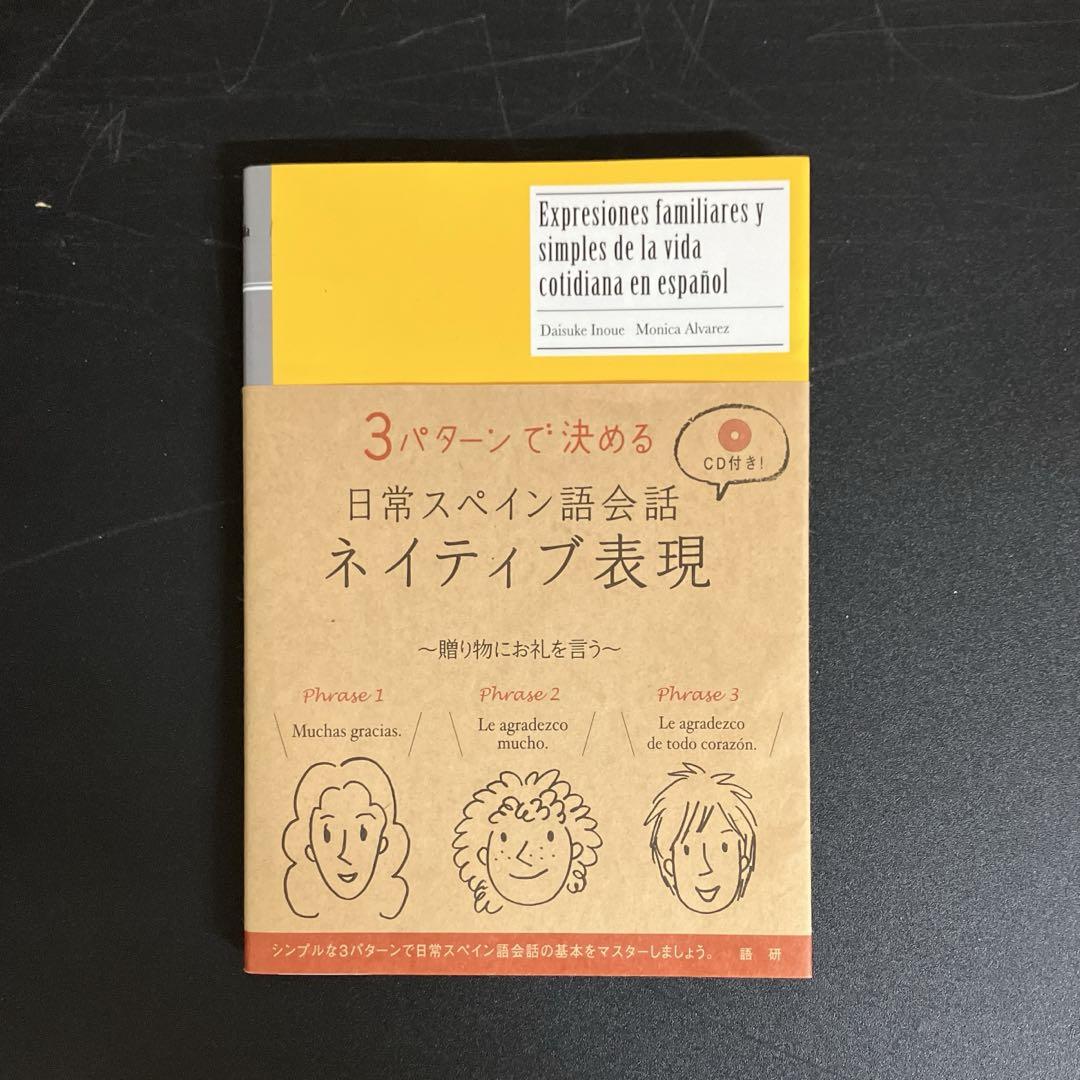 Expresiones familiares y
simples de la vida
cotidiana en español
Daisuke Inoue Monica Alvarez
3パターンで決める
CD付き!
日常スペイン語会話
ネイティブ表現
～贈り物にお礼を言う～
Phrase 1
Muchas gracias.
Phrase 2
Le agradezco
mucho.
Phrase 3
Le agradezco
de todo corazón.
シンプルな3パターンで日常スペイン語会話の基本をマスターしましょう。 語研